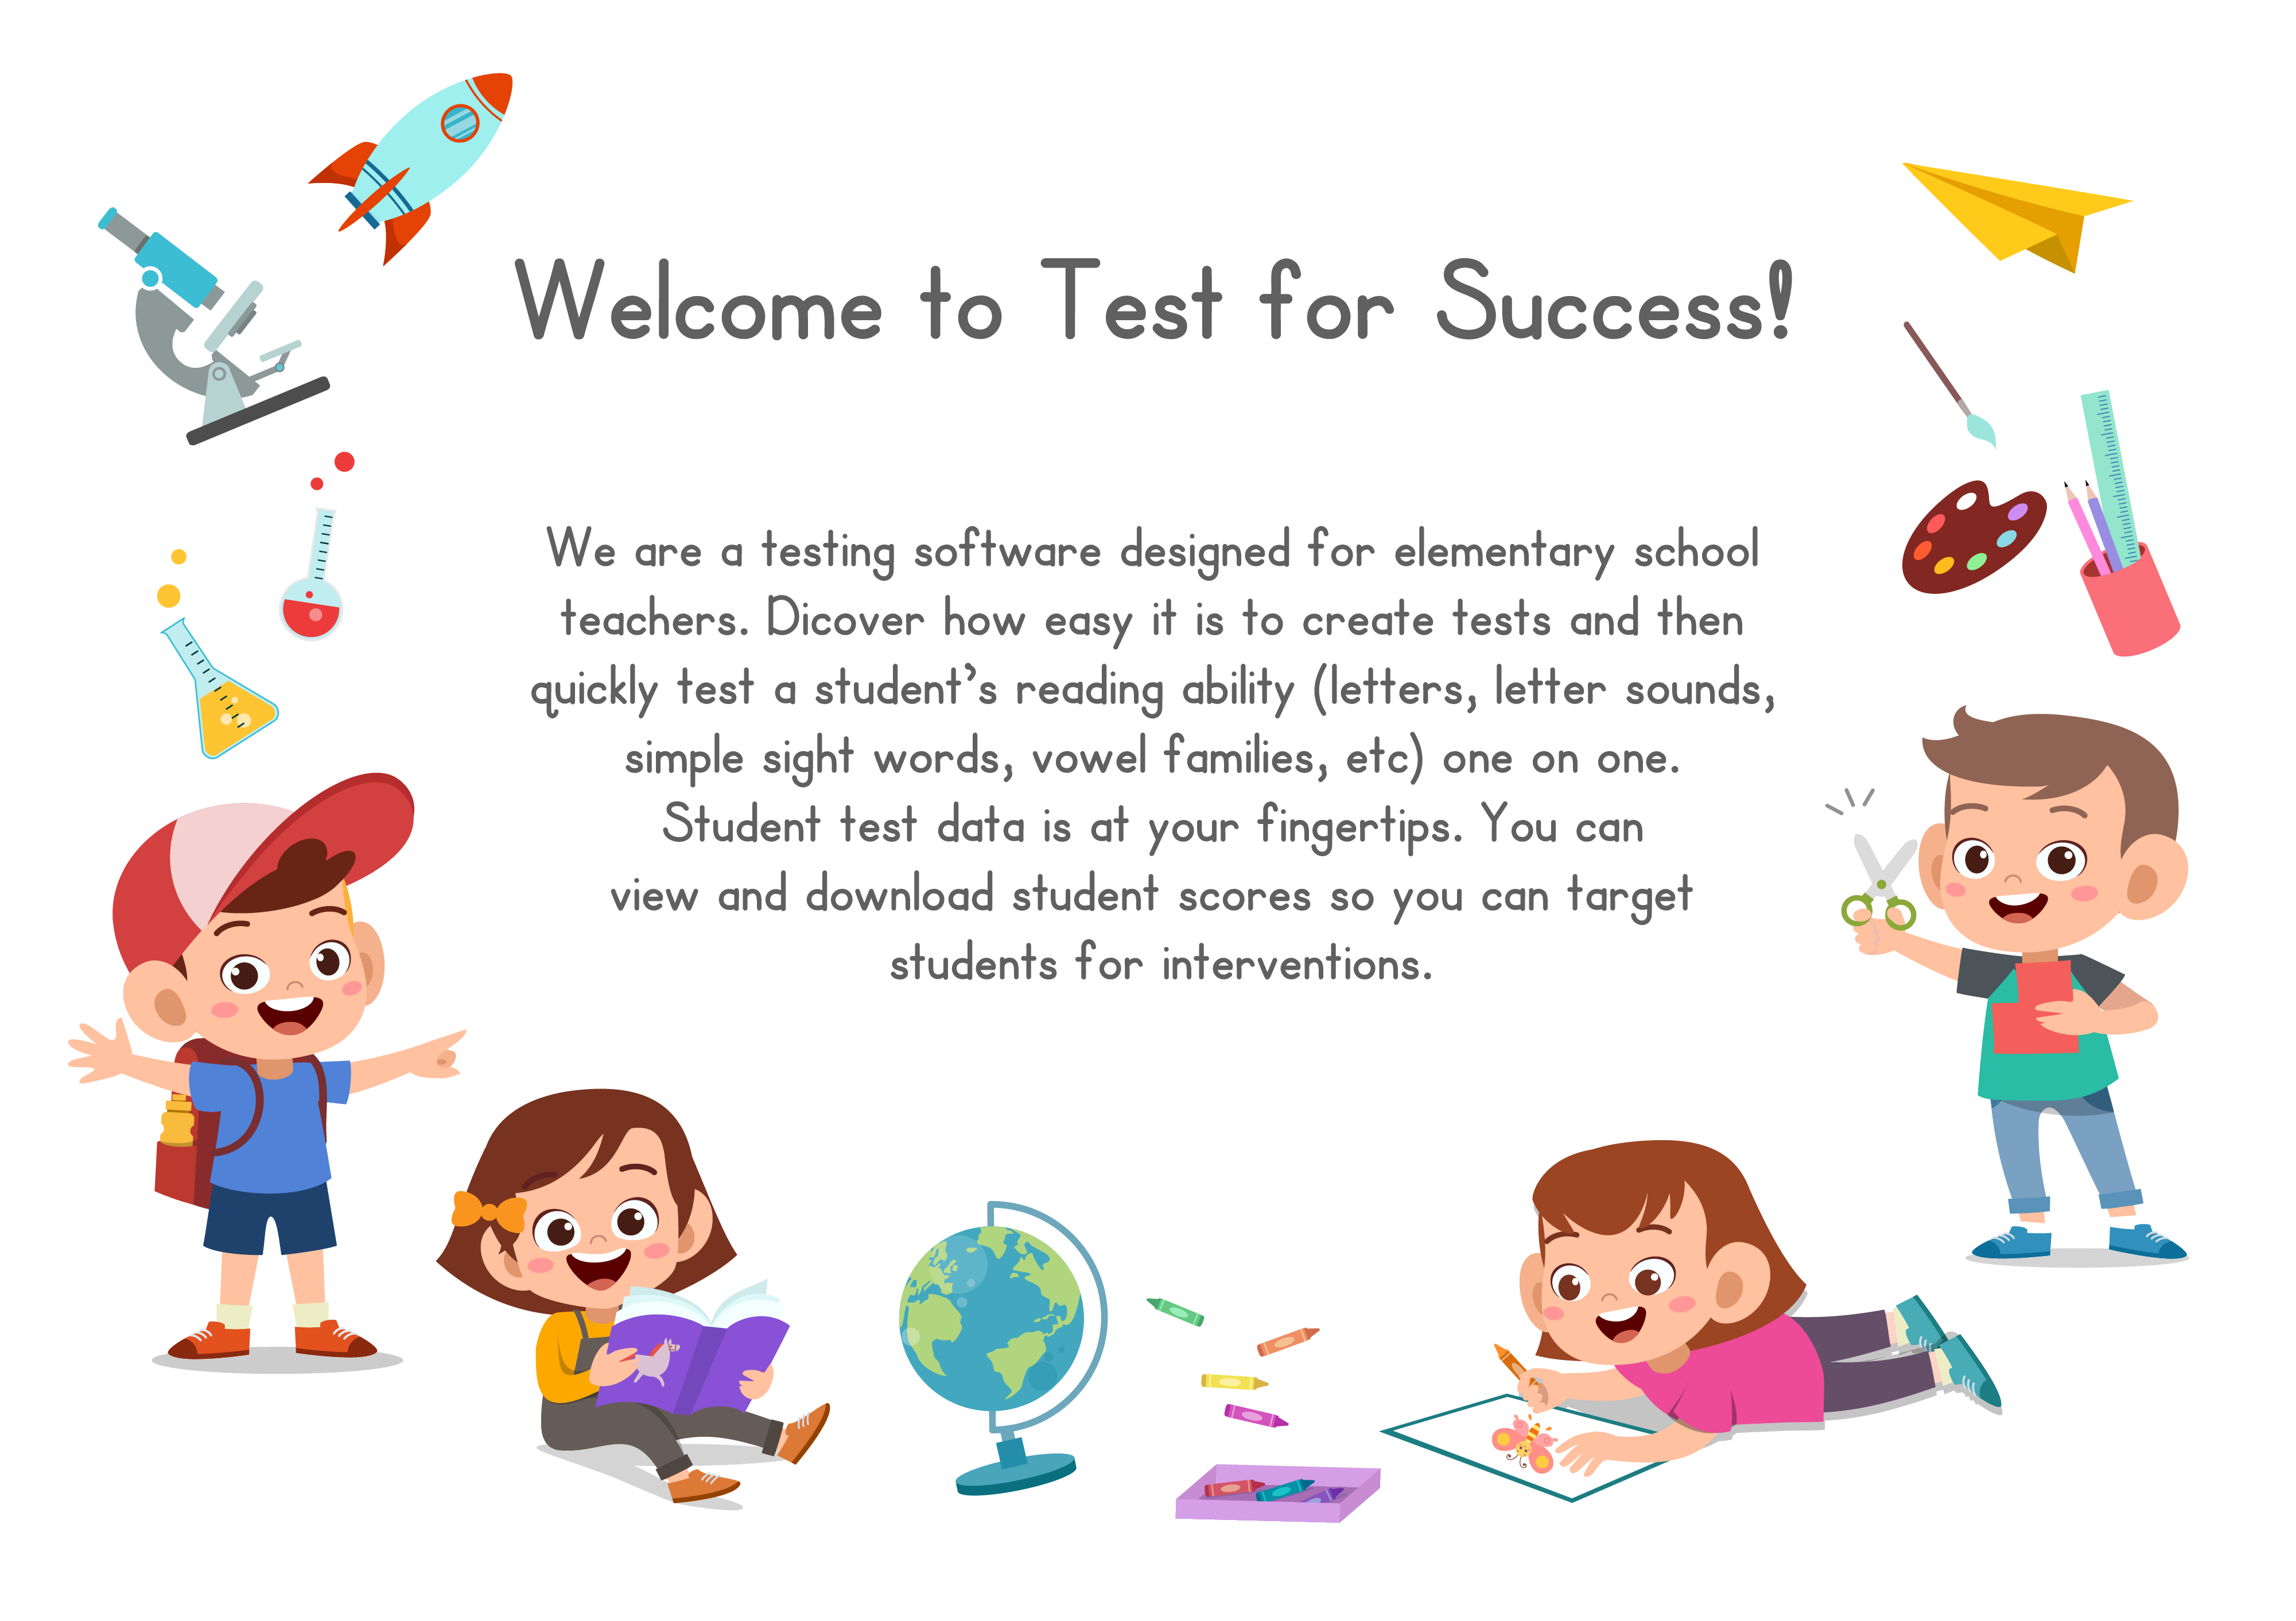 Welcome to Test for Success!
We are a testing software designed for elementary school
teachers. Dicover how easy it is to create tests and then
quickly test a student’s reading ability (letters, letter sounds,
simple sight words, vowel families, etc) one on one.
Student test data is at your fingertips. You can
view and download student scores so you can target
students for interventions.